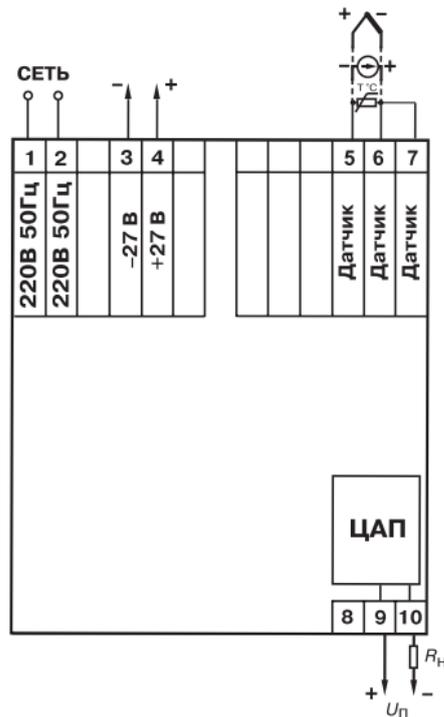 + −
СЕТЬ
− +
− +
T °C
1 2 3 4 5 6 7
220В 50Гц
220В 50Гц
−27 В
+27 В
Датчик
Датчик
Датчик
ЦАП
8 9 10
Rн
+ −
Uп